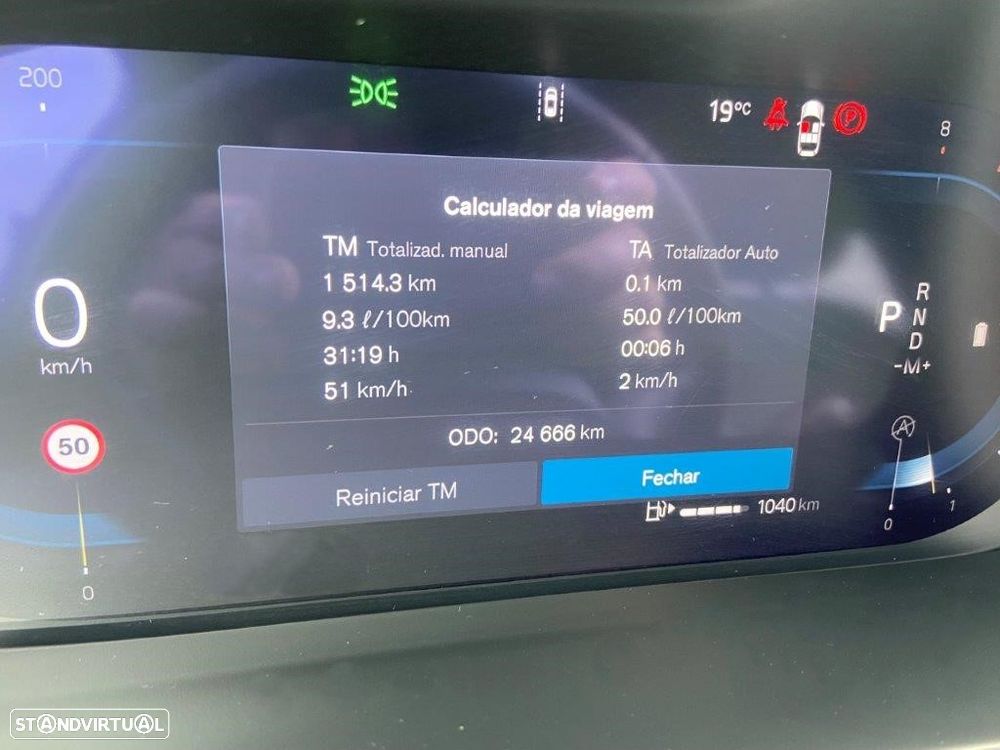 200
19°C
8
Calculador da viagem
TM Totalizad. manual
TA Totalizador Auto
1 514.3 km
0.1 km
9.3 ℓ/100km
50.0 ℓ/100km
31:19 h
00:06 h
51 km/h
2 km/h
ODO: 24 666 km
Reiniciar TM
Fechar
0
km/h
50
0
P
R
N
D
-M+
A
1040 km
0
1
STANDVIRTUAL